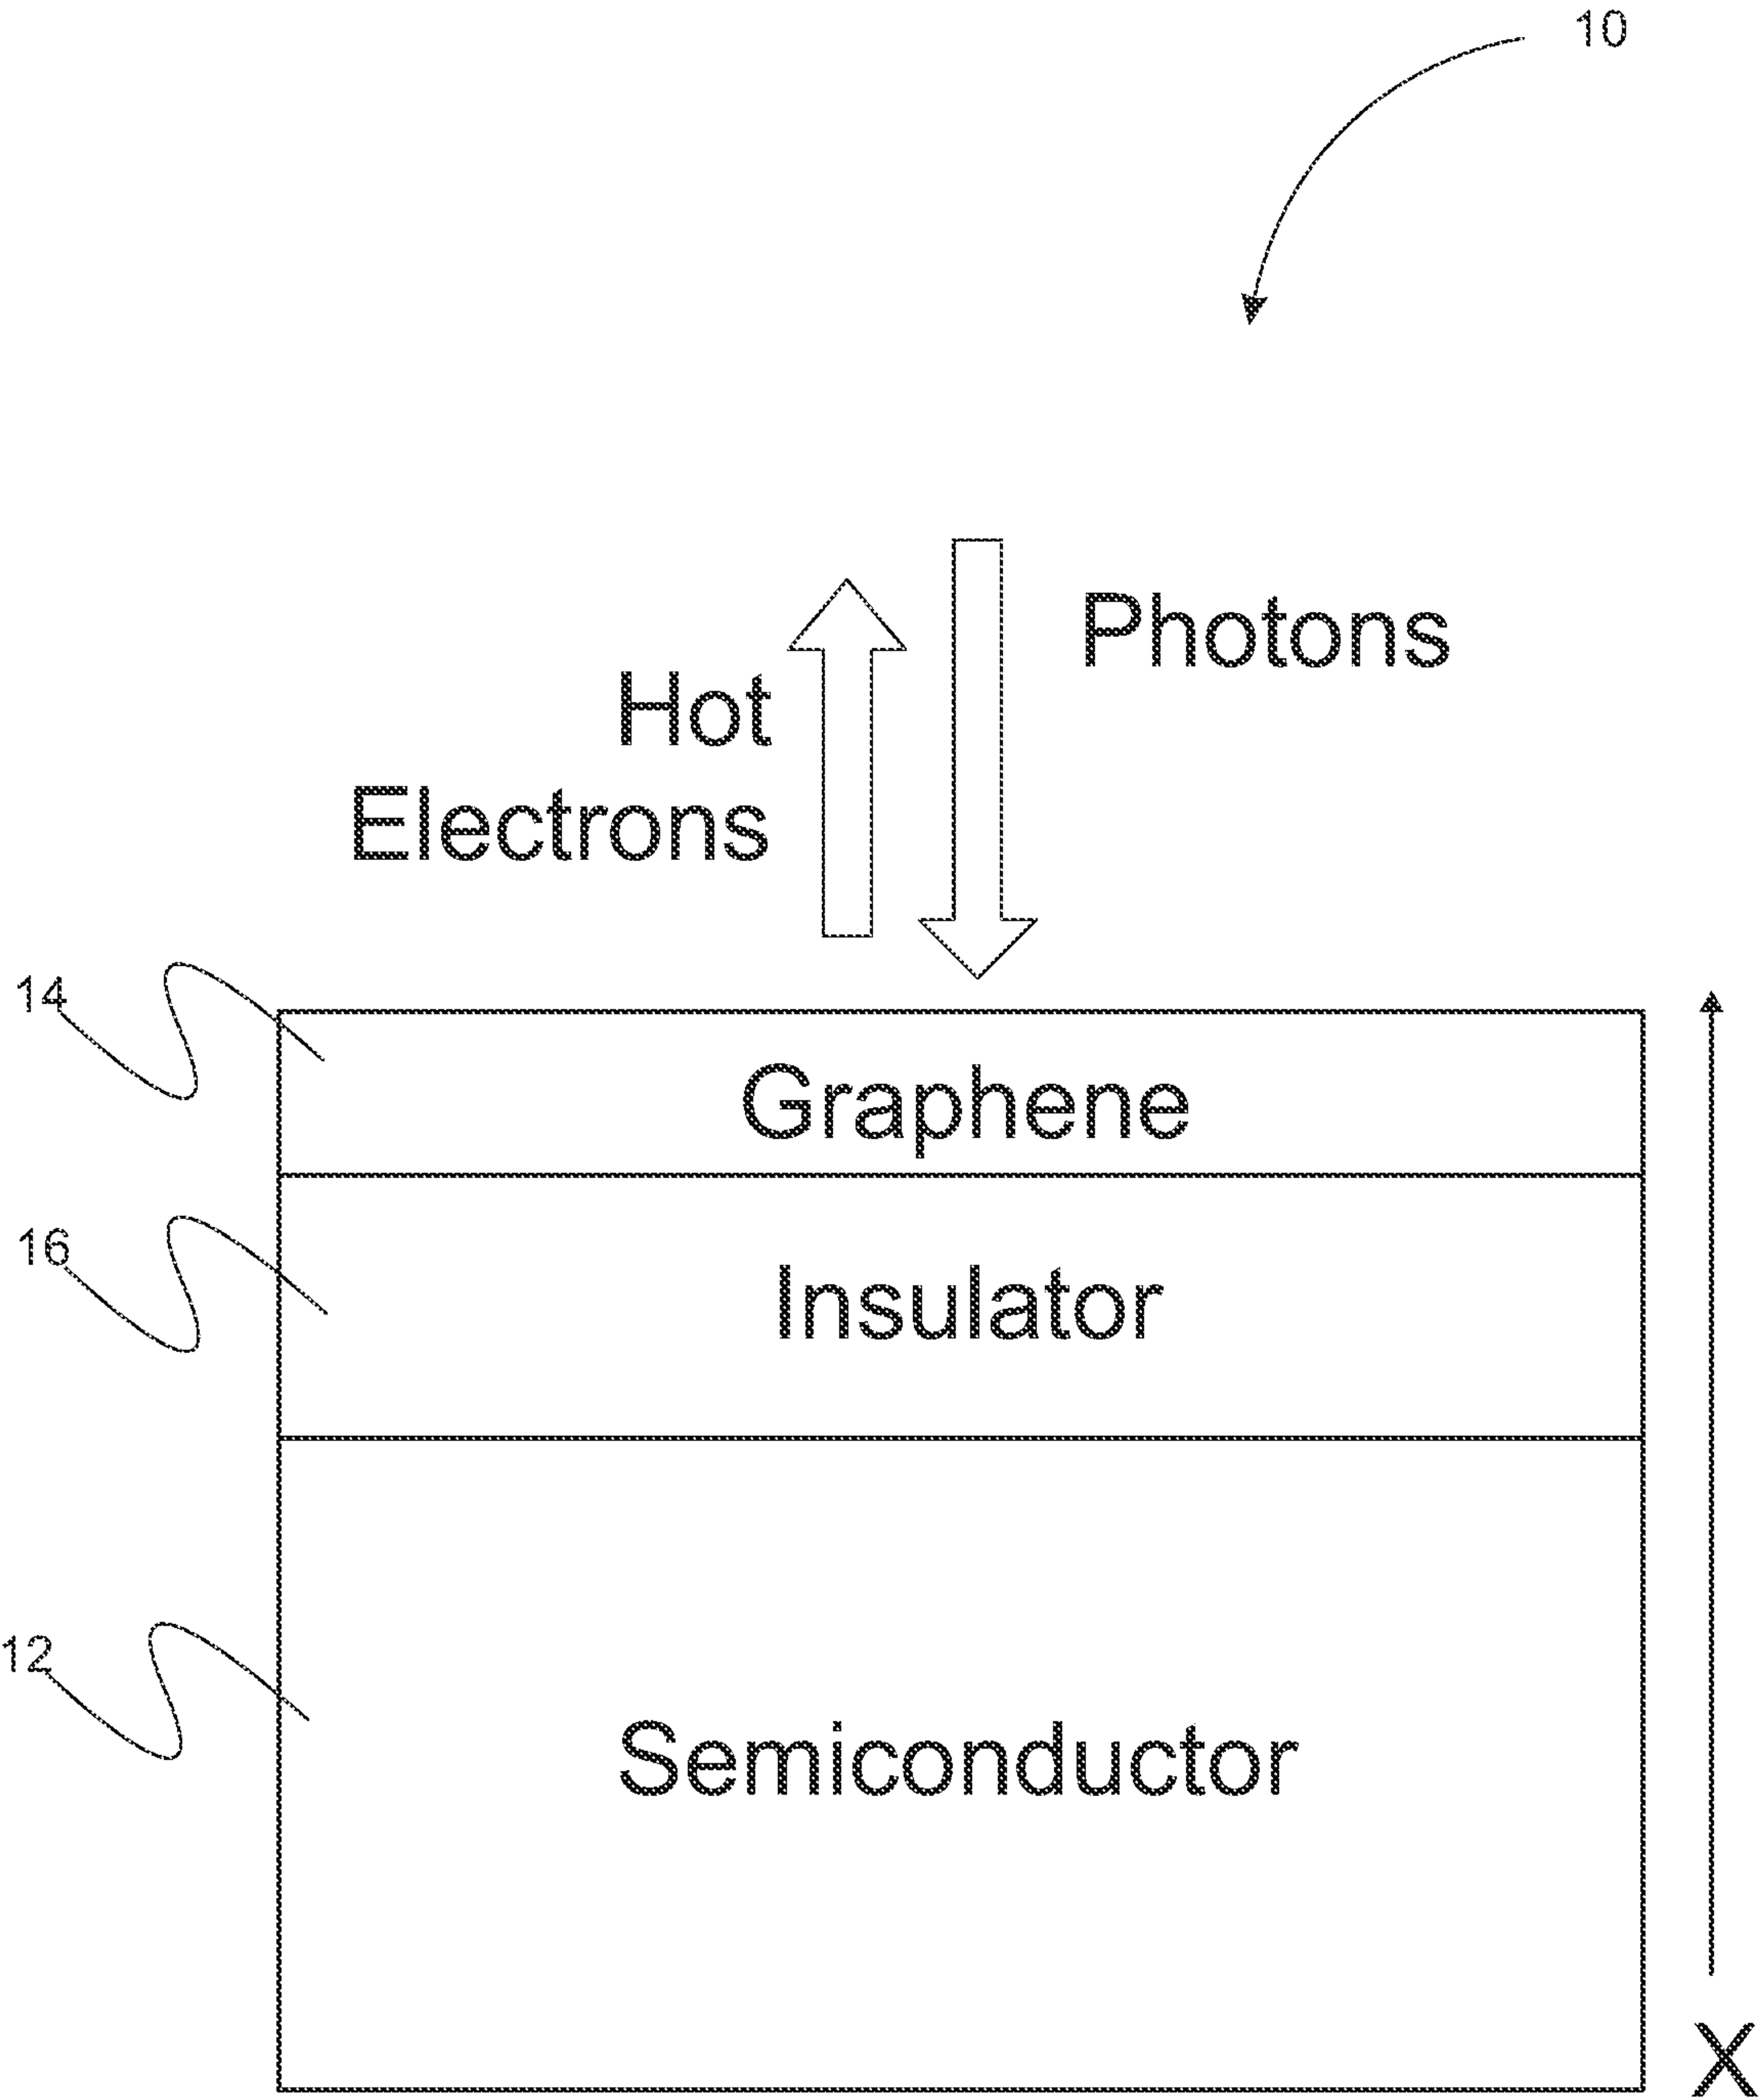 10
Photons
Hot
Electrons
14
Graphene
16
Insulator
12
Semiconductor
X